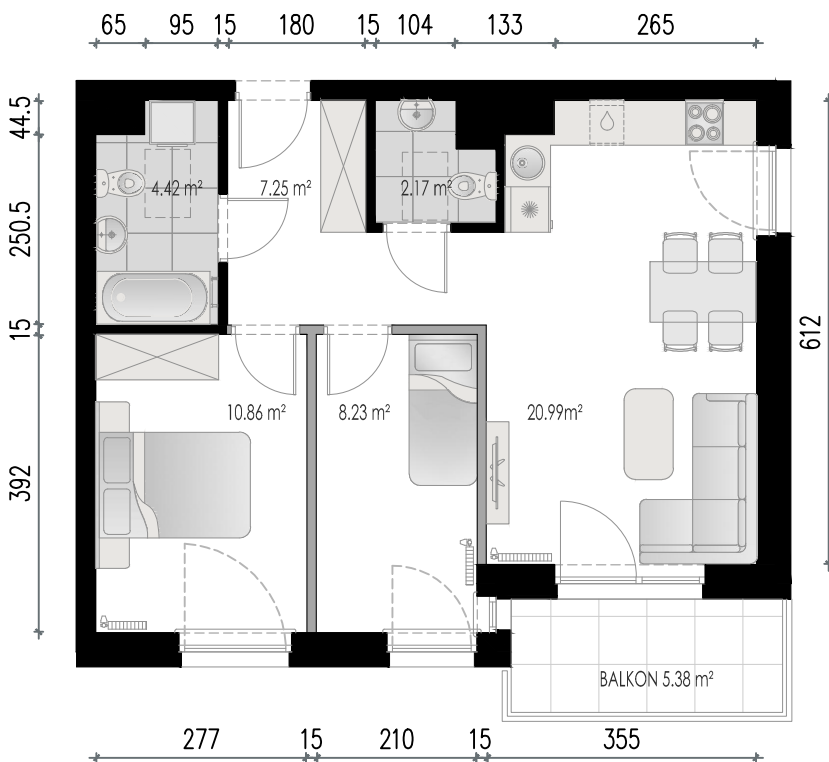 65 95 15 180 15 104 133 265
44.5
250.5
15
392
612
4.42 m²
7.25 m²
2.17 m²
10.86 m²
8.23 m²
20.99m²
BALKON 5.38 m²
277 15 210 15 355